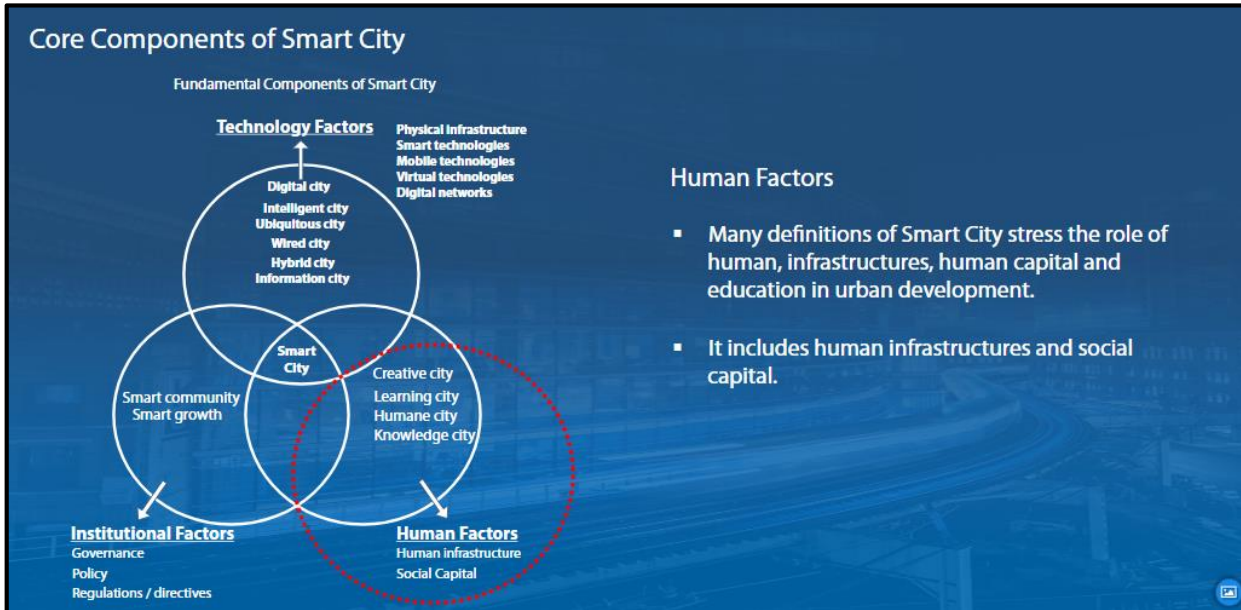 Core Components of Smart City
Fundamental Components of Smart City
Technology Factors
Physical infrastructure
Smart technologies
Mobile technologies
Virtual technologies
Digital networks
Digital city
Intelligent city
Ubiquitous city
Wired city
Hybrid city
Information city
Smart
City
Smart community
Smart growth
Creative city
Learning city
Humane city
Knowledge city
Institutional Factors
Governance
Policy
Regulations / directives
Human Factors
Human infrastructure
Social Capital
Human Factors
▪ Many definitions of Smart City stress the role of
human, infrastructures, human capital and
education in urban development.
▪ It includes human infrastructures and social
capital.